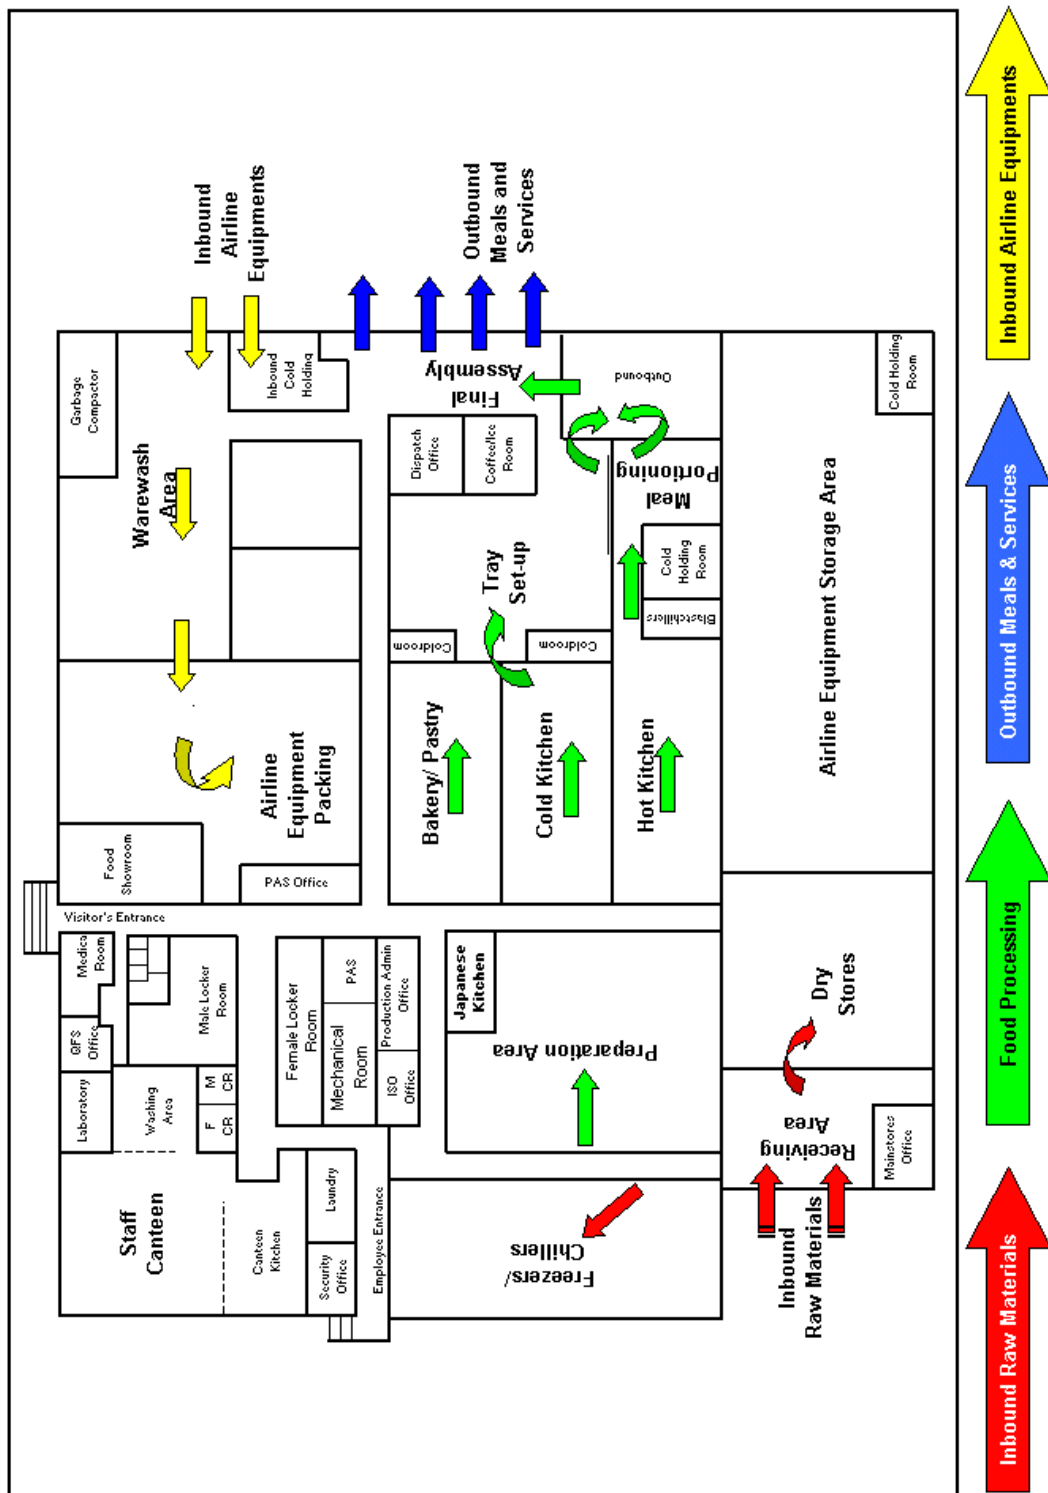 Inbound
Airline
Equipments
Outbound
Meals and
Services
Garbage
Compactor
Inbound
Cold
Holding
Warewash
Area
Final
Assembly
Outbound
Dispatch
Office
Coffee/Ice
Room
Cold Holding
Room
Meal
Portioning
Tray
Set-up
Cold
Holding
Room
Blastchillers
Coldroom
Coldroom
Airline Equipment Storage Area
Airline
Equipment
Packing
Bakery/ Pastry
Cold Kitchen
Hot Kitchen
Food
Showroom
PAS Office
Visitor's Entrance
Medica
Room
QFS
Office
Laboratory
Male Locker
Room
Washing
Area
M
CR
F
CR
Female Locker
Room
PAS
Mechanical
Room
Production Admin
Office
ISO
Office
Japanese
Kitchen
Preparation Area
Dry
Stores
Receiving
Area
Mainstores
Office
Staff
Canteen
Canteen
Kitchen
Laundry
Security
Office
Employee Entrance
Freezers/
Chillers
Inbound
Raw Materials
Inbound Raw Materials
Food Processing
Outbound Meals & Services
Inbound Airline Equipments